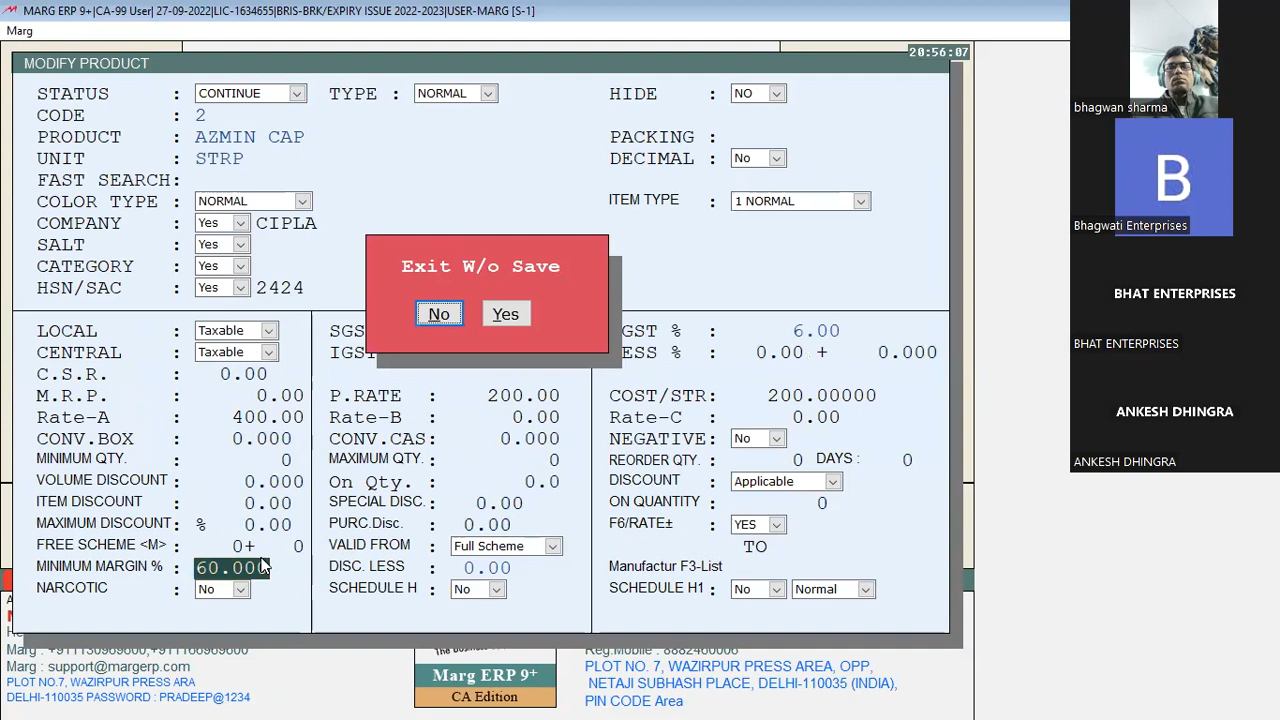 MARG ERP 9+|CA-99 User| 27-09-2022|LIC-1634655|BRIS-BRK/EXPIRY ISSUE 2022-2023|USER-MARG [S-1]
Marg
20:56:07
MODIFY PRODUCT
STATUS : CONTINUE TYPE : NORMAL HIDE : NO
CODE : 2
PRODUCT : AZMIN CAP PACKING :
UNIT : STRP DECIMAL : No
FAST SEARCH:
COLOR TYPE : NORMAL ITEM TYPE : 1 NORMAL
COMPANY : Yes CIPLA
SALT : Yes
CATEGORY : Yes
HSN/SAC : Yes 2424
Exit W/o Save
No Yes
LOCAL : Taxable SGS GST % : 6.00
CENTRAL : Taxable IGST ESS % : 0.00 + 0.000
C.S.R. : 0.00
M.R.P. : 0.00 P.RATE : 200.00 COST/STR: 200.00000
Rate-A : 400.00 Rate-B : 0.00 Rate-C : 0.00
CONV.BOX : 0.000 CONV.CAS: 0.000 NEGATIVE: No
MINIMUM QTY. : 0 MAXIMUM QTY. : 0 REORDER QTY. : 0 DAYS : 0
VOLUME DISCOUNT : 0.000 On Qty. : 0.0 DISCOUNT : Applicable
ITEM DISCOUNT : 0.00 SPECIAL DISC. : 0.00 ON QUANTITY : 0
MAXIMUM DISCOUNT : % 0.00 PURC.Disc. : 0.00 F6/RATE± : YES
FREE SCHEME <M> : 0+ 0 VALID FROM : Full Scheme TO
MINIMUM MARGIN % : 60.000 DISC. LESS : 0.00 Manufactur F3-List
NARCOTIC : No SCHEDULE H : No SCHEDULE H1 : No Normal
Marg : support@margerp.com
PLOT NO.7, WAZIRPUR PRESS ARA
DELHI-110035 PASSWORD : PRADEEP@1234
Marg ERP 9+
CA Edition
PLOT NO. 7, WAZIRPUR PRESS AREA, OPP,
NETAJI SUBHASH PLACE, DELHI-110035 (INDIA),
PIN CODE Area
bhagwan sharma
B
Bhagwati Enterprises
BHAT ENTERPRISES
BHAT ENTERPRISES
ANKESH DHINGRA
ANKESH DHINGRA